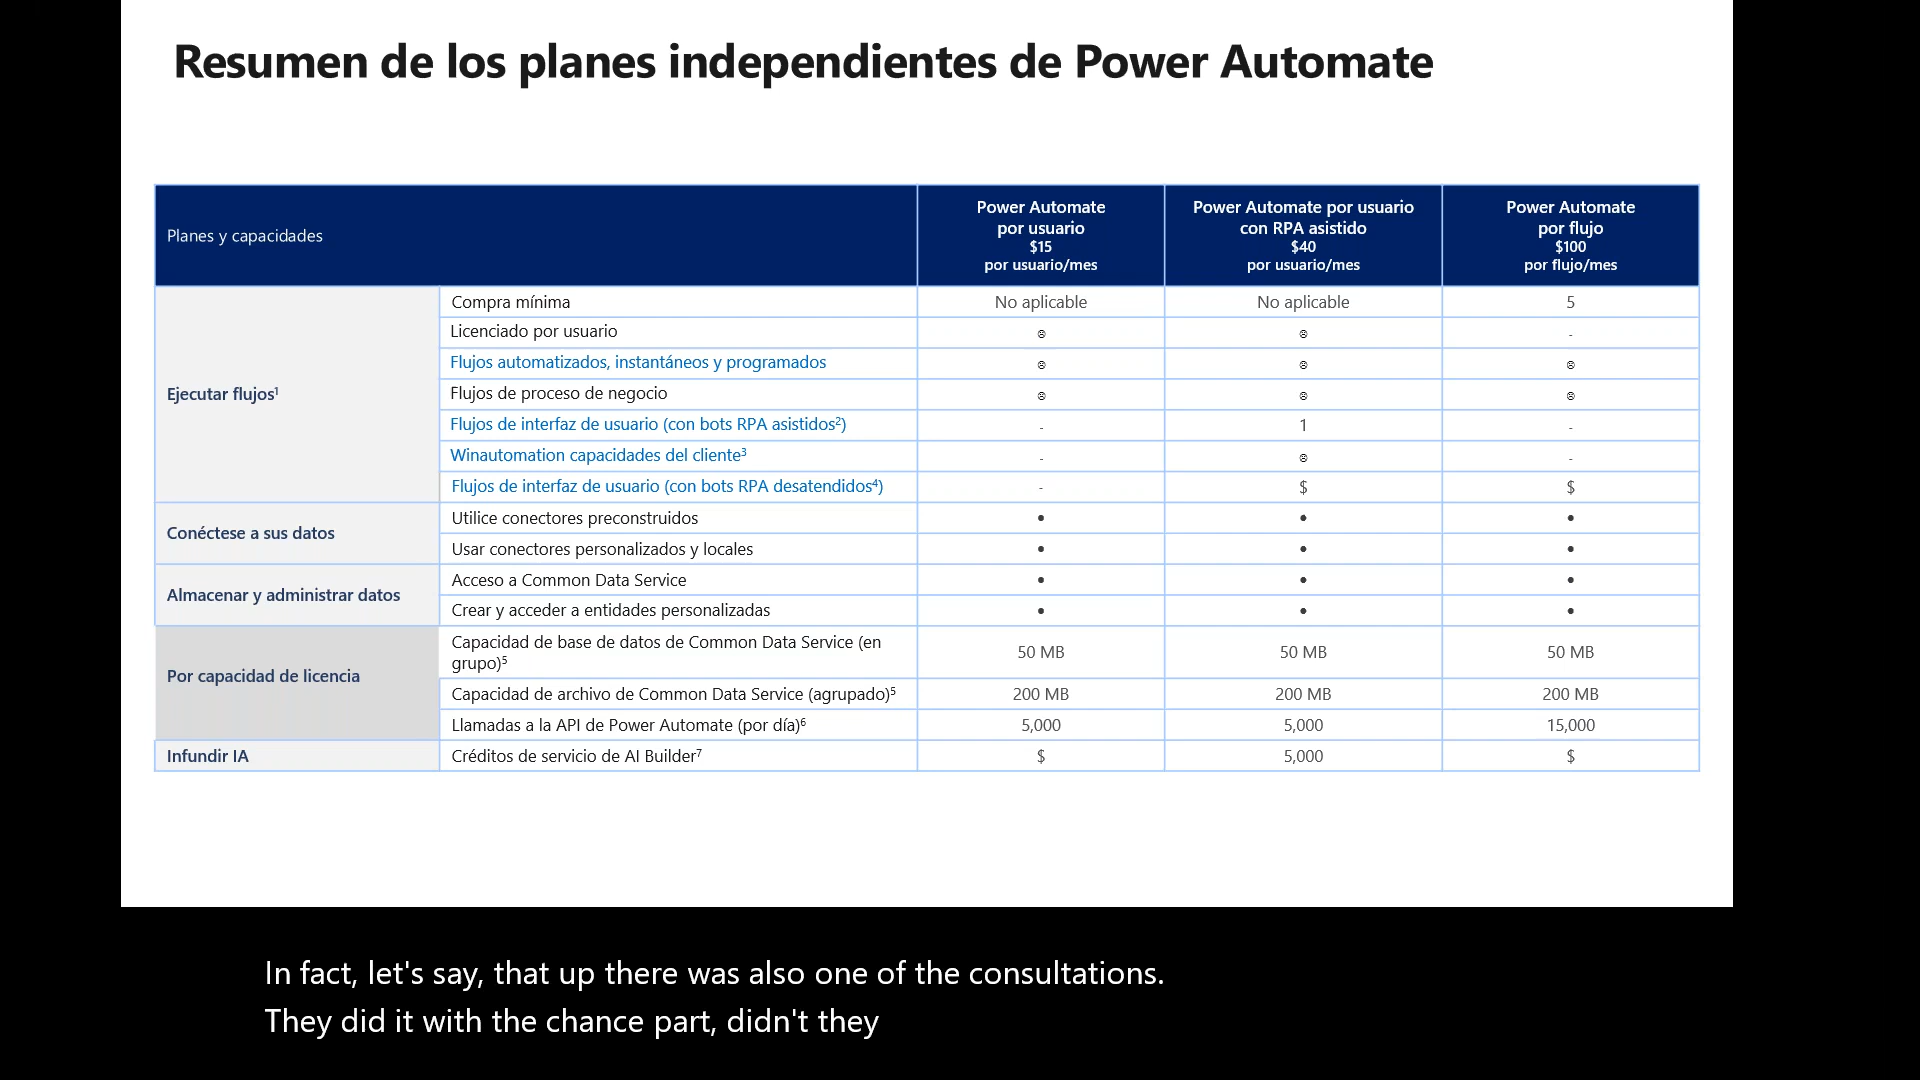 Resumen de los planes independientes de Power Automate
Planes y capacidades
Power Automate
por usuario
$15
por usuario/mes
Power Automate por usuario
con RPA asistido
$40
por usuario/mes
Power Automate
por flujo
$100
por flujo/mes
Ejecutar flujos¹
Compra mínima No aplicable No aplicable 5
Licenciado por usuario ⊗ ⊗ -
Flujos automatizados, instantáneos y programados ⊗ ⊗ ⊗
Flujos de proceso de negocio ⊗ ⊗ ⊗
Flujos de interfaz de usuario (con bots RPA asistidos²) - 1 -
Winautomation capacidades del cliente³ - ⊗ -
Flujos de interfaz de usuario (con bots RPA desatendidos⁴) - $ $
Conéctese a sus datos
Utilice conectores preconstruidos • • •
Usar conectores personalizados y locales • • •
Almacenar y administrar datos
Acceso a Common Data Service • • •
Crear y acceder a entidades personalizadas • • •
Por capacidad de licencia
Capacidad de base de datos de Common Data Service (en
grupo)⁵ 50 MB 50 MB 50 MB
Capacidad de archivo de Common Data Service (agrupado)⁵ 200 MB 200 MB 200 MB
Llamadas a la API de Power Automate (por día)⁶ 5,000 5,000 15,000
Infundir IA
Créditos de servicio de AI Builder⁷ $ 5,000 $
In fact, let's say, that up there was also one of the consultations.
They did it with the chance part, didn't they